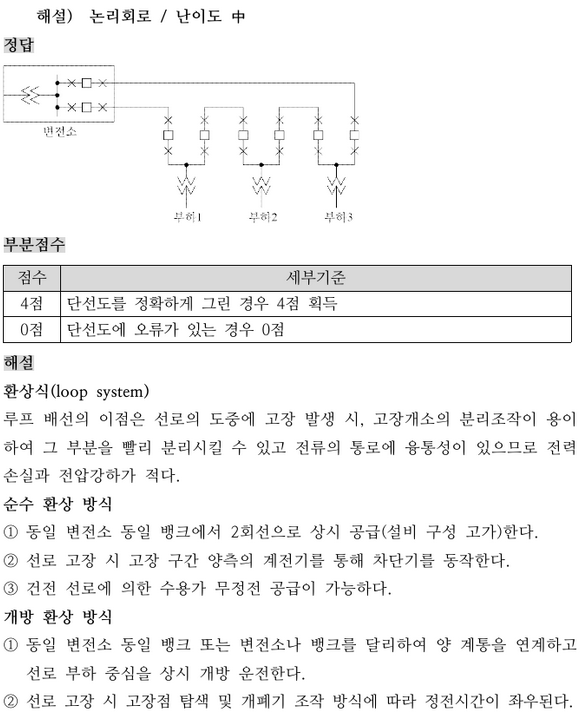 해설) 논리회로 / 난이도 中
정답
변전소
부하1 부하2 부하3
부분점수
점수 세부기준
4점 단선도를 정확하게 그린 경우 4점 획득
0점 단선도에 오류가 있는 경우 0점
해설
환상식(loop system)
루프 배선의 이점은 선로의 도중에 고장 발생 시, 고장개소의 분리조작이 용이
하여 그 부분을 빨리 분리시킬 수 있고 전류의 통로에 융통성이 있으므로 전력
손실과 전압강하가 적다.
순수 환상 방식
① 동일 변전소 동일 뱅크에서 2회선으로 상시 공급(설비 구성 고가)한다.
② 선로 고장 시 고장 구간 양측의 계전기를 통해 차단기를 동작한다.
③ 건전 선로에 의한 수용가 무정전 공급이 가능하다.
개방 환상 방식
① 동일 변전소 동일 뱅크 또는 변전소나 뱅크를 달리하여 양 계통을 연계하고
선로 부하 중심을 상시 개방 운전한다.
② 선로 고장 시 고장점 탐색 및 개폐기 조작 방식에 따라 정전시간이 좌우된다.